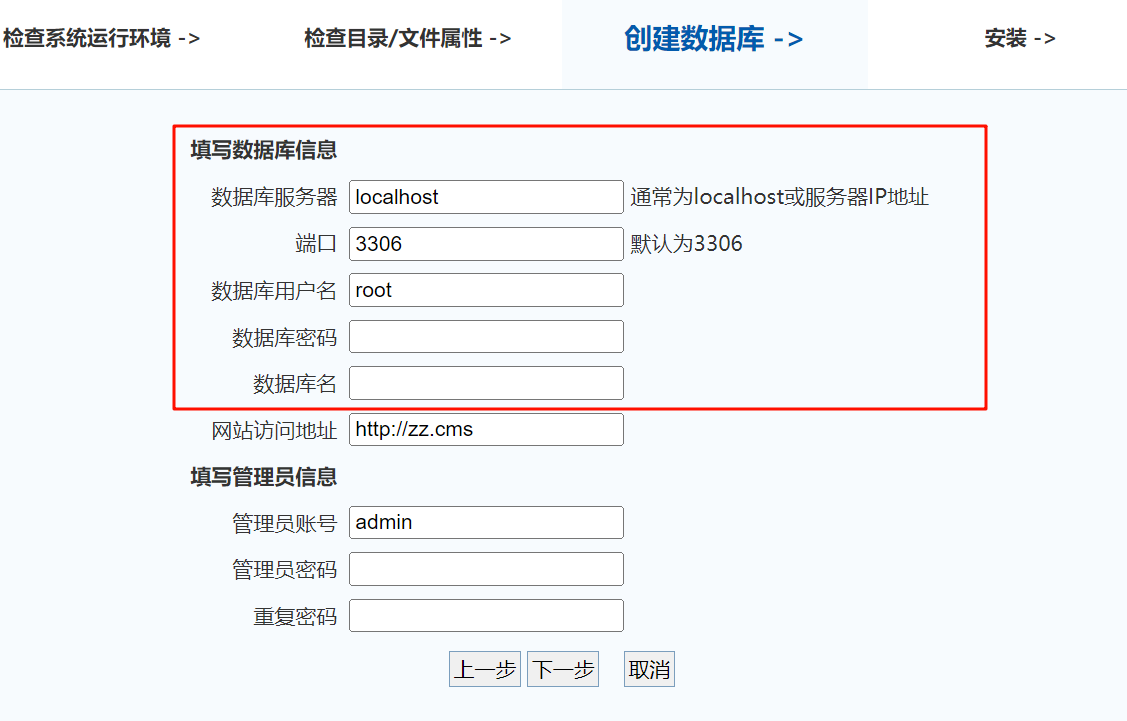 检查系统运行环境 -> 检查目录/文件属性 -> 创建数据库 -> 安装 ->
填写数据库信息
数据库服务器 localhost 通常为localhost或服务器IP地址
端口 3306 默认为3306
数据库用户名 root
数据库密码
数据库名
网站访问地址 http://zz.cms
填写管理员信息
管理员账号 admin
管理员密码
重复密码
上一步 下一步 取消